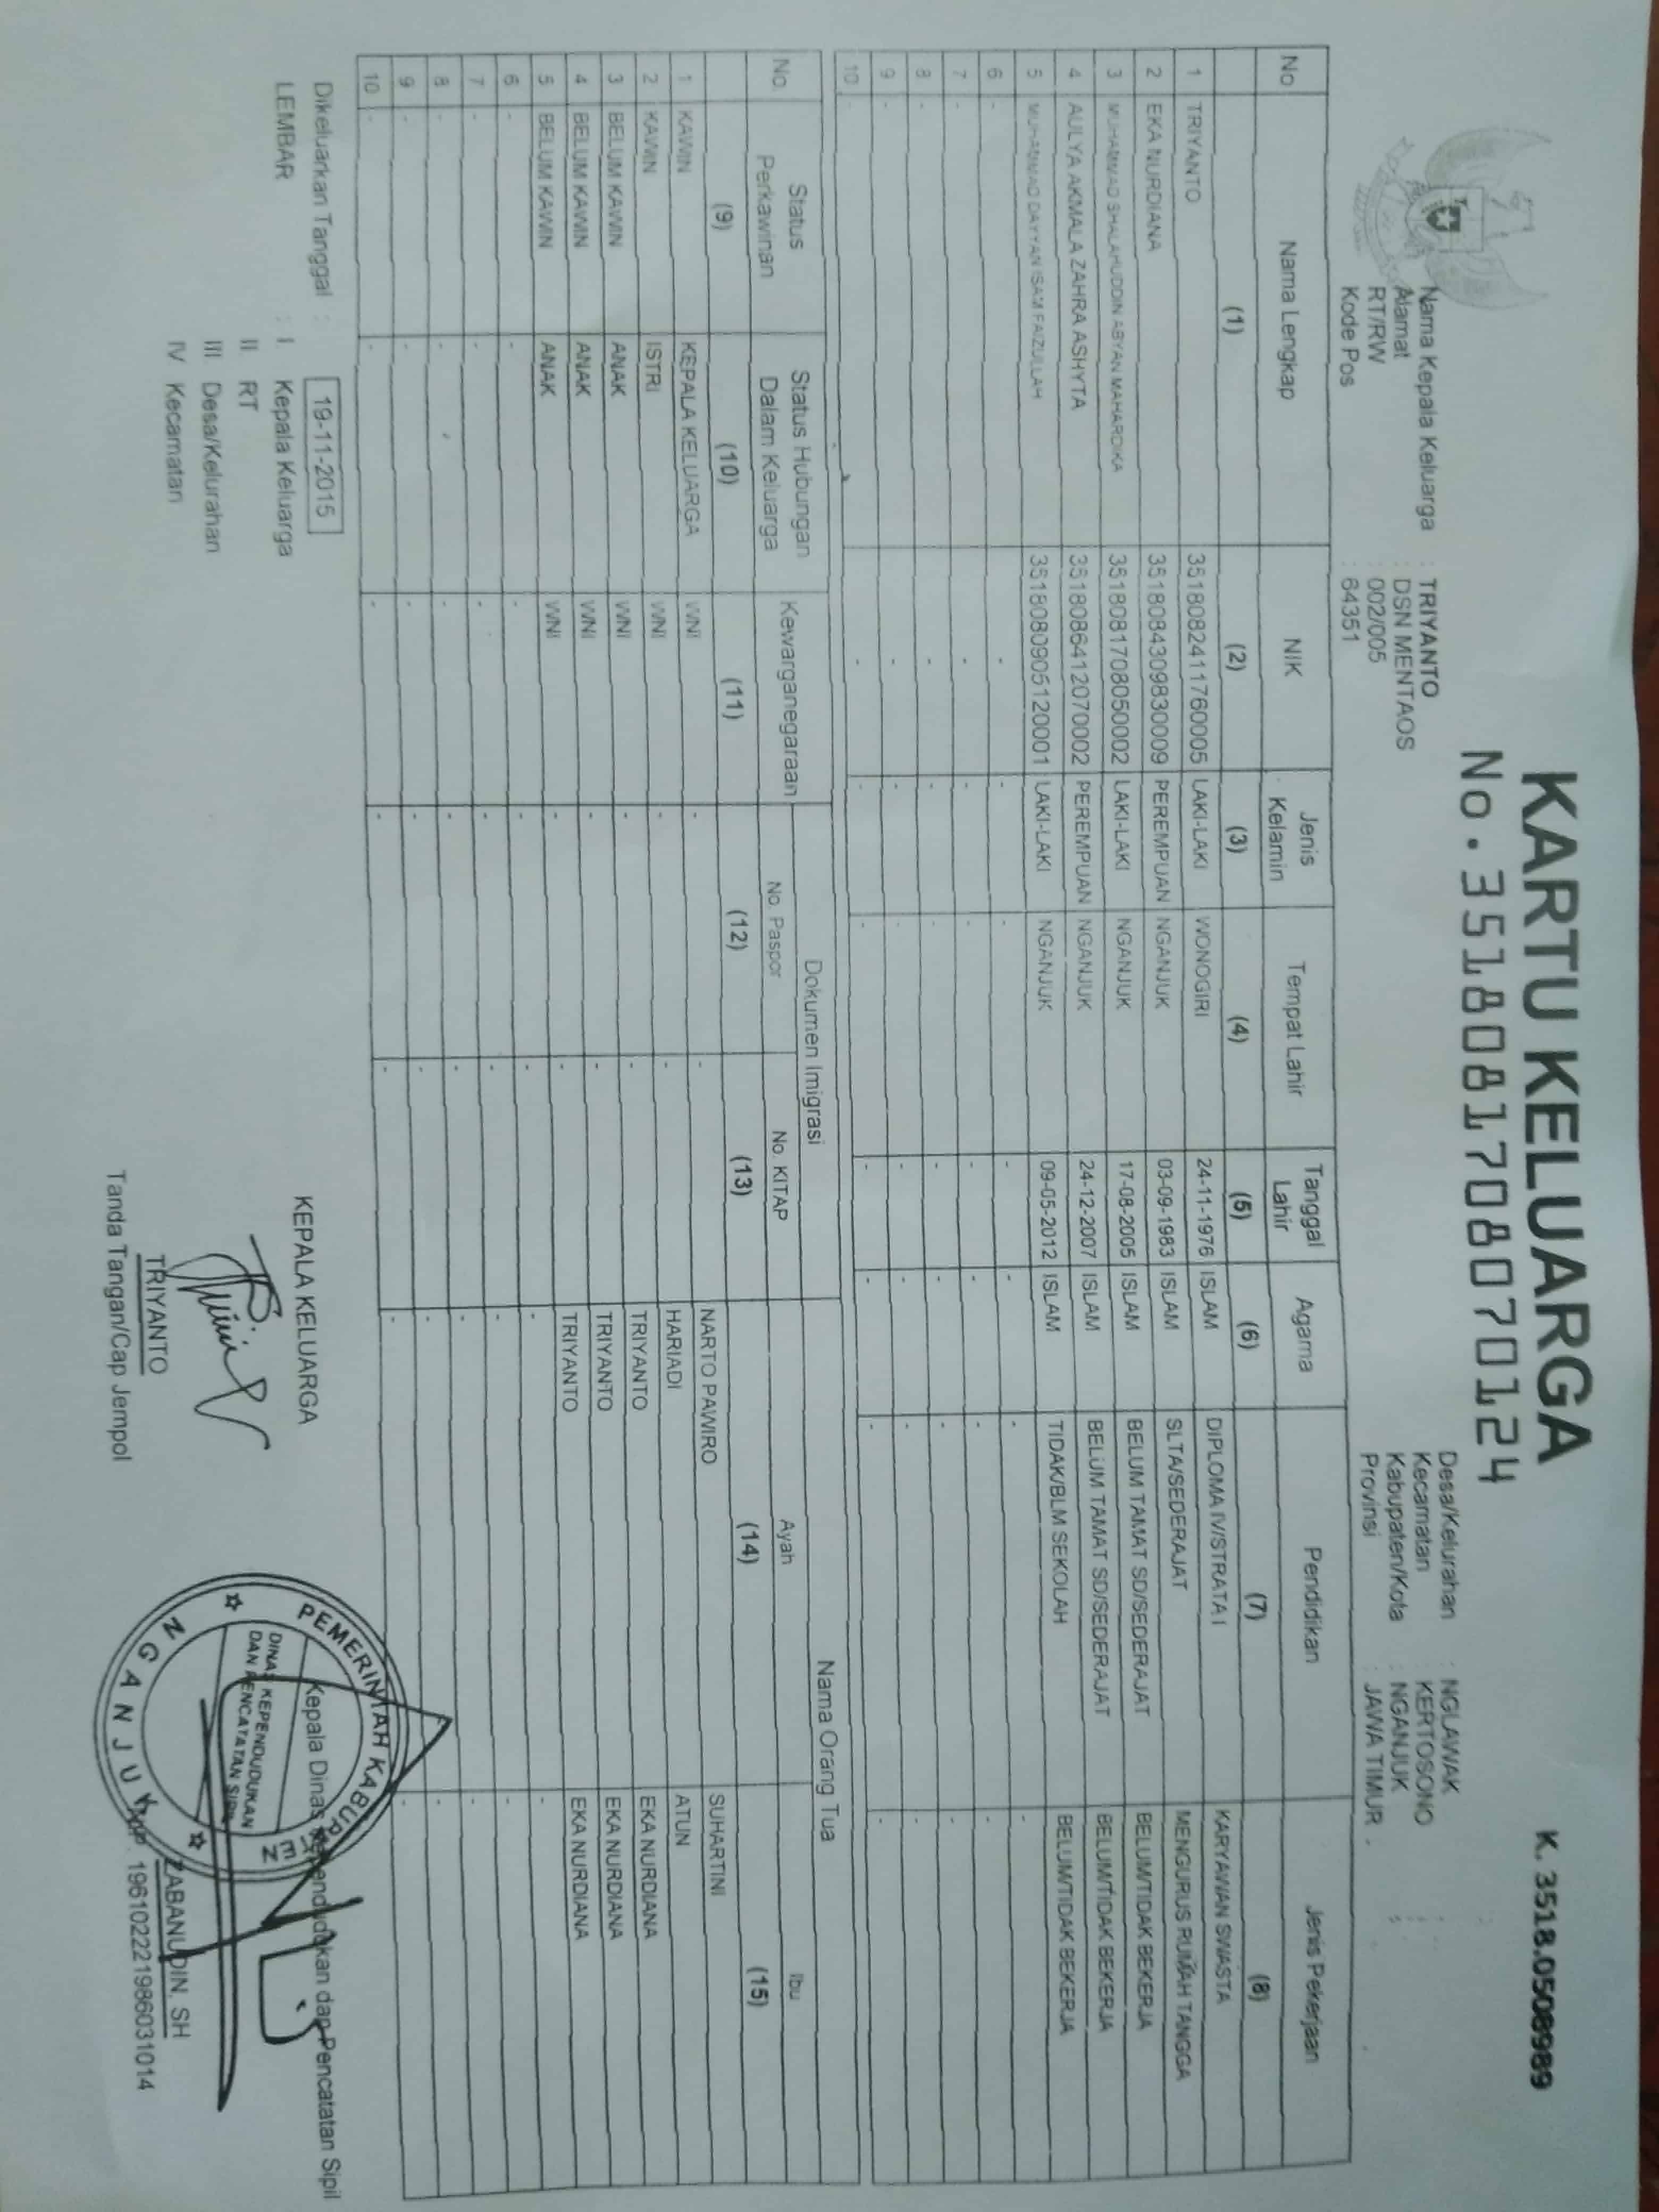 KARTU KELUARGA
No. 3518081708070124
K. 3518.0508989
Nama Kepala Keluarga : TRIYANTO
Alamat : DSN MENTAOS
RT/RW : 002/005
Kode Pos : 64351
Desa/Kelurahan : NGLAWAK
Kecamatan : KERTOSONO
Kabupaten/Kota : NGANJUK
Provinsi : JAWA TIMUR
No Nama Lengkap NIK Jenis Kelamin Tempat Lahir Tanggal Lahir Agama Pendidikan Jenis Pekerjaan
(1) (2) (3) (4) (5) (6) (7) (8)
1 TRIYANTO 3518082411760005 LAKI-LAKI WONOGIRI 24-11-1976 ISLAM DIPLOMA IV/STRATA I KARYAWAN SWASTA
2 EKA NURDIANA 3518084309830009 PEREMPUAN NGANJUK 03-09-1983 ISLAM SLTA/SEDERAJAT MENGURUS RUMAH TANGGA
3 MUHAMMAD SHALAHUDDIN ABYAN MAHARDIKA 3518081708050002 LAKI-LAKI NGANJUK 17-08-2005 ISLAM BELUM TAMAT SD/SEDERAJAT BELUM/TIDAK BEKERJA
4 AULYA AKMALA ZAHRA ASHYTA 3518086412070002 PEREMPUAN NGANJUK 24-12-2007 ISLAM BELUM TAMAT SD/SEDERAJAT BELUM/TIDAK BEKERJA
5 MUHAMMAD DAYYAN ISAM FAIZULLAH 3518080905120001 LAKI-LAKI NGANJUK 09-05-2012 ISLAM TIDAK/BLM SEKOLAH BELUM/TIDAK BEKERJA
6 - - - - - - - -
7 - - - - - - - -
8 - - - - - - - -
9 - - - - - - - -
10 - - - - - - - -
No. Status Perkawinan Status Hubungan Dalam Keluarga Kewarganegaraan Dokumen Imigrasi Nama Orang Tua
No. Paspor No. KITAP Ayah Ibu
(9) (10) (11) (12) (13) (14) (15)
1 KAWIN KEPALA KELUARGA WNI - - NARTO PAWIRO SUHARTINI
2 KAWIN ISTRI WNI - - HARIADI ATUN
3 BELUM KAWIN ANAK WNI - - TRIYANTO EKA NURDIANA
4 BELUM KAWIN ANAK WNI - - TRIYANTO EKA NURDIANA
5 BELUM KAWIN ANAK WNI - - TRIYANTO EKA NURDIANA
6 - - - - - - -
7 - - - - - - -
8 - - - - - - -
9 - - - - - - -
10 - - - - - - -
Dikeluarkan Tanggal : 19-11-2015
LEMBAR : I. Kepala Keluarga
II RT
III Desa/Kelurahan
IV Kecamatan
KEPALA KELUARGA
TRIYANTO
Tanda Tangan/Cap Jempol
Kepala Dinas Kependudukan dan Pencatatan Sipil
PEMERINTAH KABUPATEN
DINAS KEPENDUDUKAN
DAN PENCATATAN SIPIL
NGANJUK
ZABANUDIN, SH
NIP. 196102221986031014